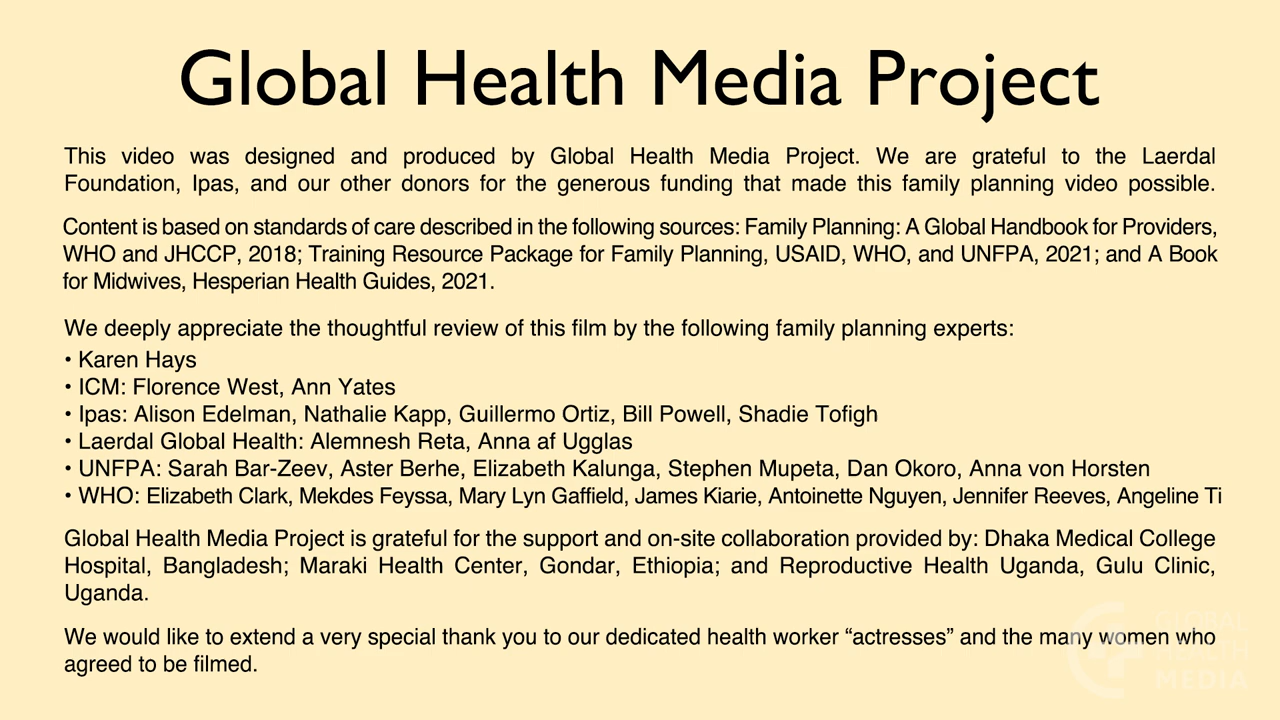 Global Health Media Project
This video was designed and produced by Global Health Media Project. We are grateful to the Laerdal
Foundation, Ipas, and our other donors for the generous funding that made this family planning video possible.
Content is based on standards of care described in the following sources: Family Planning: A Global Handbook for Providers,
WHO and JHCCP, 2018; Training Resource Package for Family Planning, USAID, WHO, and UNFPA, 2021; and A Book
for Midwives, Hesperian Health Guides, 2021.
We deeply appreciate the thoughtful review of this film by the following family planning experts:
• Karen Hays
• ICM: Florence West, Ann Yates
• Ipas: Alison Edelman, Nathalie Kapp, Guillermo Ortiz, Bill Powell, Shadie Tofigh
• Laerdal Global Health: Alemnesh Reta, Anna af Ugglas
• UNFPA: Sarah Bar-Zeev, Aster Berhe, Elizabeth Kalunga, Stephen Mupeta, Dan Okoro, Anna von Horsten
• WHO: Elizabeth Clark, Mekdes Feyssa, Mary Lyn Gaffield, James Kiarie, Antoinette Nguyen, Jennifer Reeves, Angeline Ti
Global Health Media Project is grateful for the support and on-site collaboration provided by: Dhaka Medical College
Hospital, Bangladesh; Maraki Health Center, Gondar, Ethiopia; and Reproductive Health Uganda, Gulu Clinic,
Uganda.
We would like to extend a very special thank you to our dedicated health worker “actresses” and the many women who
agreed to be filmed.
GLOBAL
HEALTH
MEDIA